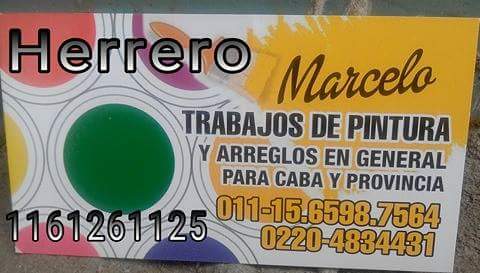 Herrero
Marcelo
TRABAJOS DE PINTURA
Y ARREGLOS EN GENERAL
PARA CABA Y PROVINCIA
011-15.6598.7564
0220-4834431
1161261125